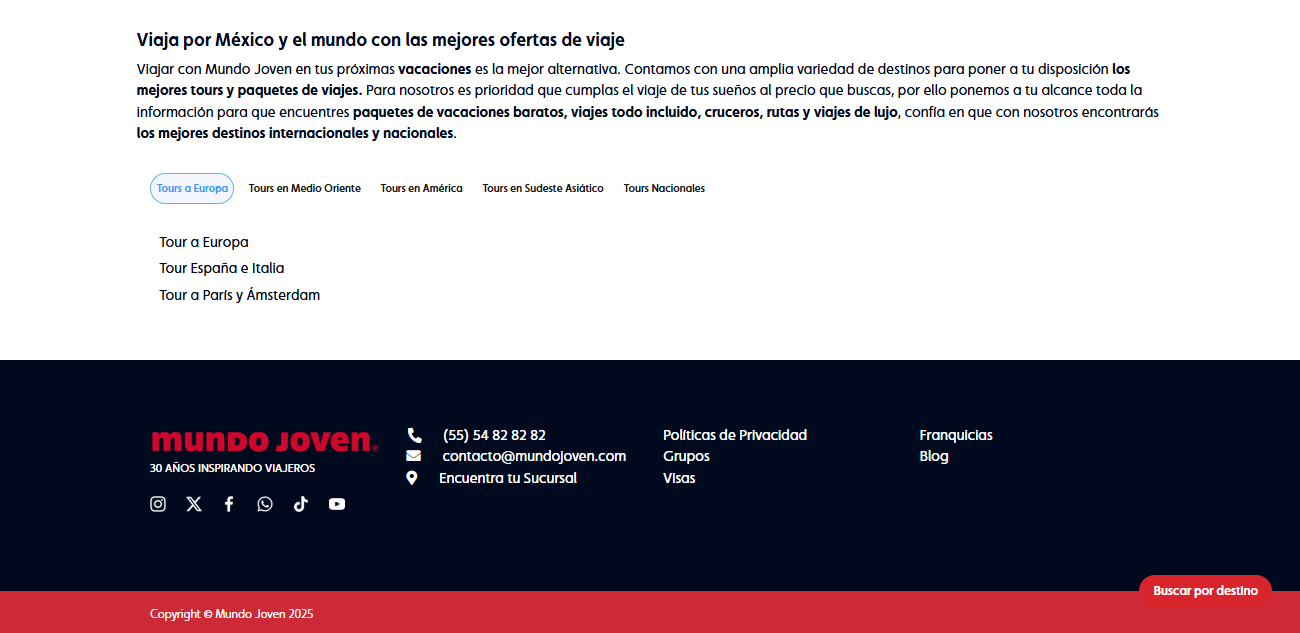 Viaja por México y el mundo con las mejores ofertas de viaje
Viajar con Mundo Joven en tus próximas vacaciones es la mejor alternativa. Contamos con una amplia variedad de destinos para poner a tu disposición los
mejores tours y paquetes de viajes. Para nosotros es prioridad que cumplas el viaje de tus sueños al precio que buscas, por ello ponemos a tu alcance toda la
información para que encuentres paquetes de vacaciones baratos, viajes todo incluido, cruceros, rutas y viajes de lujo, confía en que con nosotros encontrarás
los mejores destinos internacionales y nacionales.
Tours a Europa
Tours en Medio Oriente
Tours en América
Tours en Sudeste Asiático
Tours Nacionales
Tour a Europa
Tour España e Italia
Tour a París y Ámsterdam
mundo joven®
30 AÑOS INSPIRANDO VIAJEROS
(55) 54 82 82 82
contacto@mundojoven.com
Encuentra tu Sucursal
Políticas de Privacidad
Grupos
Visas
Franquicias
Blog
Buscar por destino
Copyright © Mundo Joven 2025